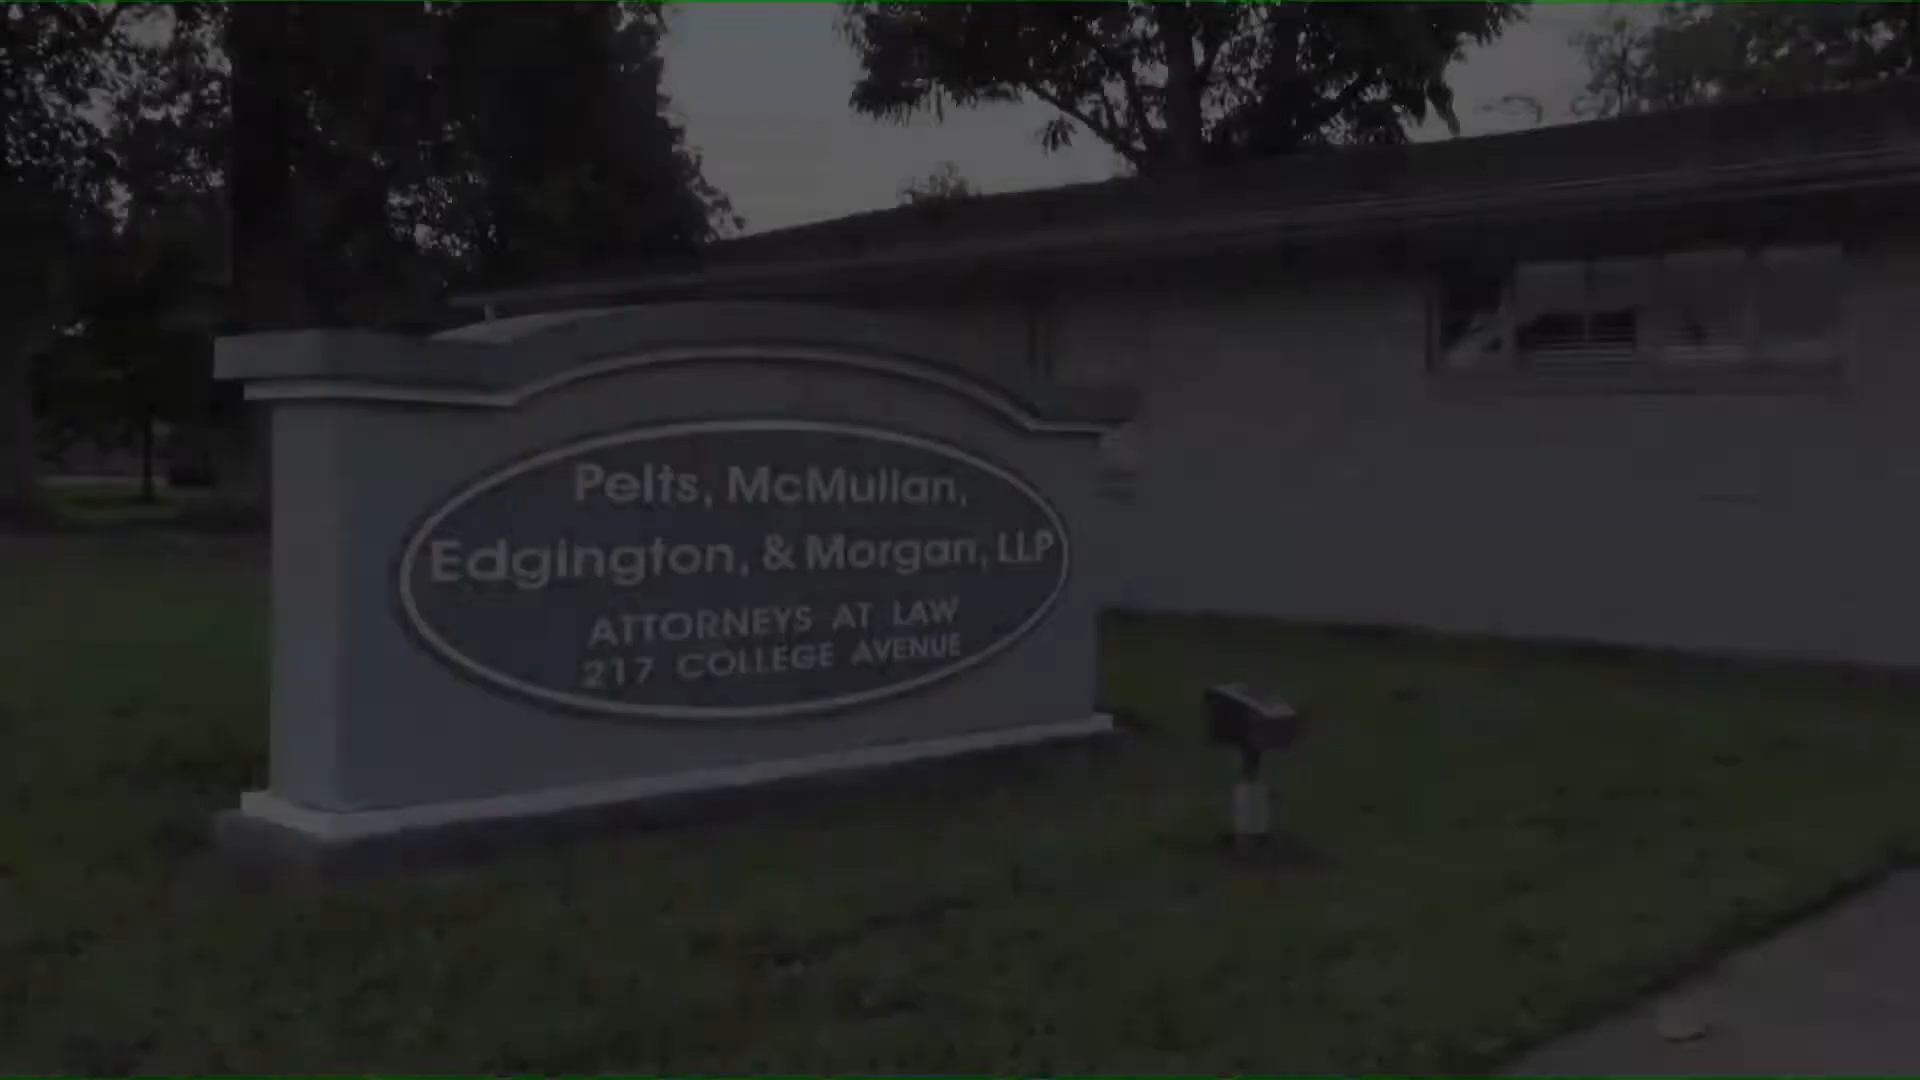 Pelts, McMullan,
Edgington, & Morgan, LLP
ATTORNEYS AT LAW
217 COLLEGE AVENUE